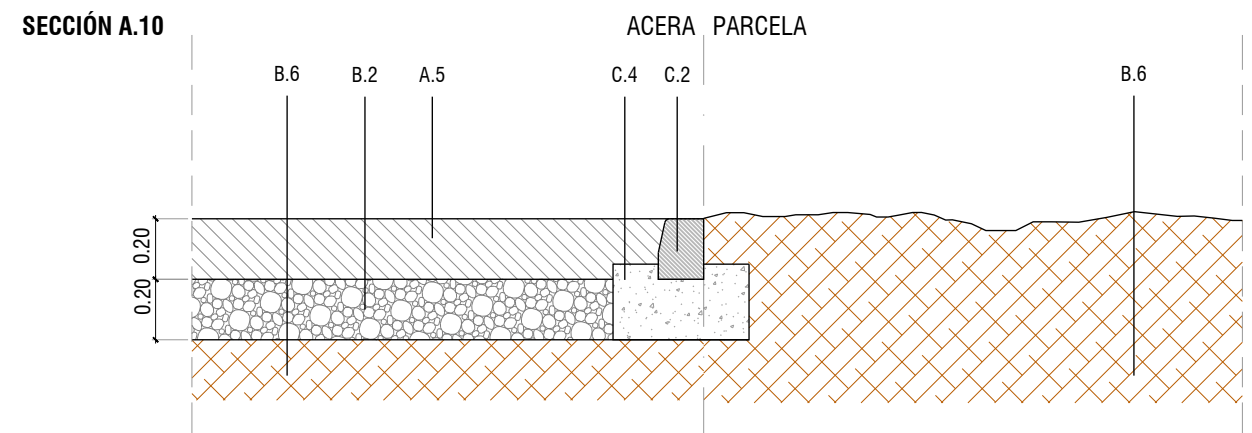 SECCIÓN A.10
ACERA PARCELA
B.6 B.2 A.5 C.4 C.2 B.6
0.20
0.20